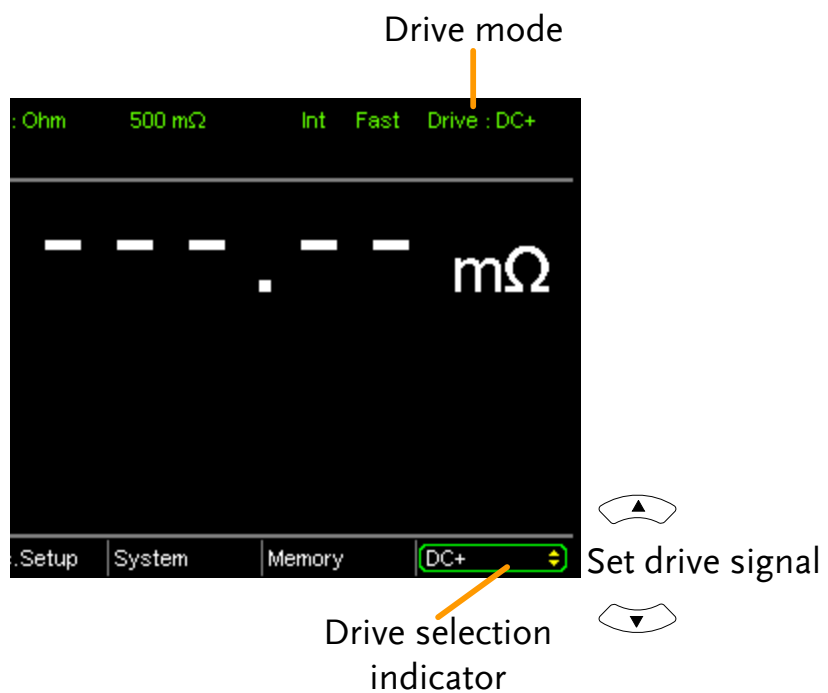 Drive mode
: Ohm 500 mΩ Int Fast Drive : DC+
---.-- mΩ
.Setup System Memory DC+
Set drive signal
Drive selection
indicator